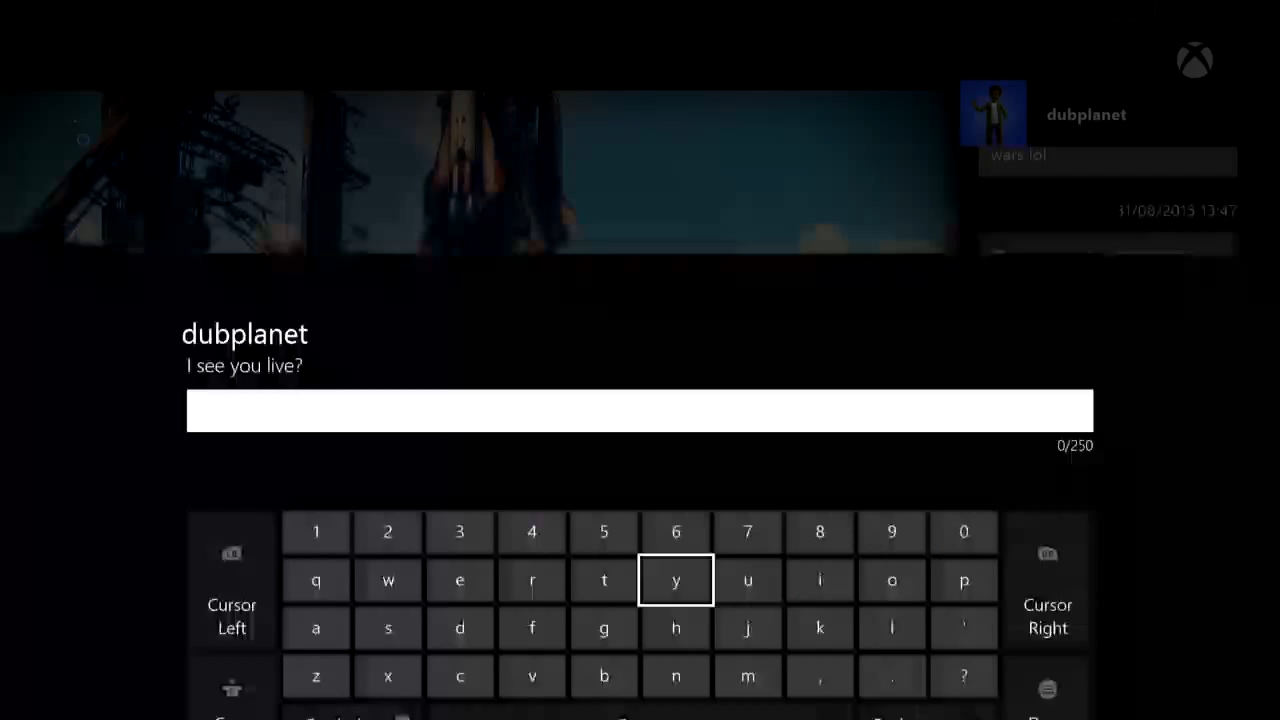 dubplanet
wars lol
31/08/2015 13:47
dubplanet
I see you live?
0/250
1 2 3 4 5 6 7 8 9 0
LB
q w e r t y u i o p
Cursor Left
a s d f g h j k l '
Cursor Right
z x c v b n m , . ?